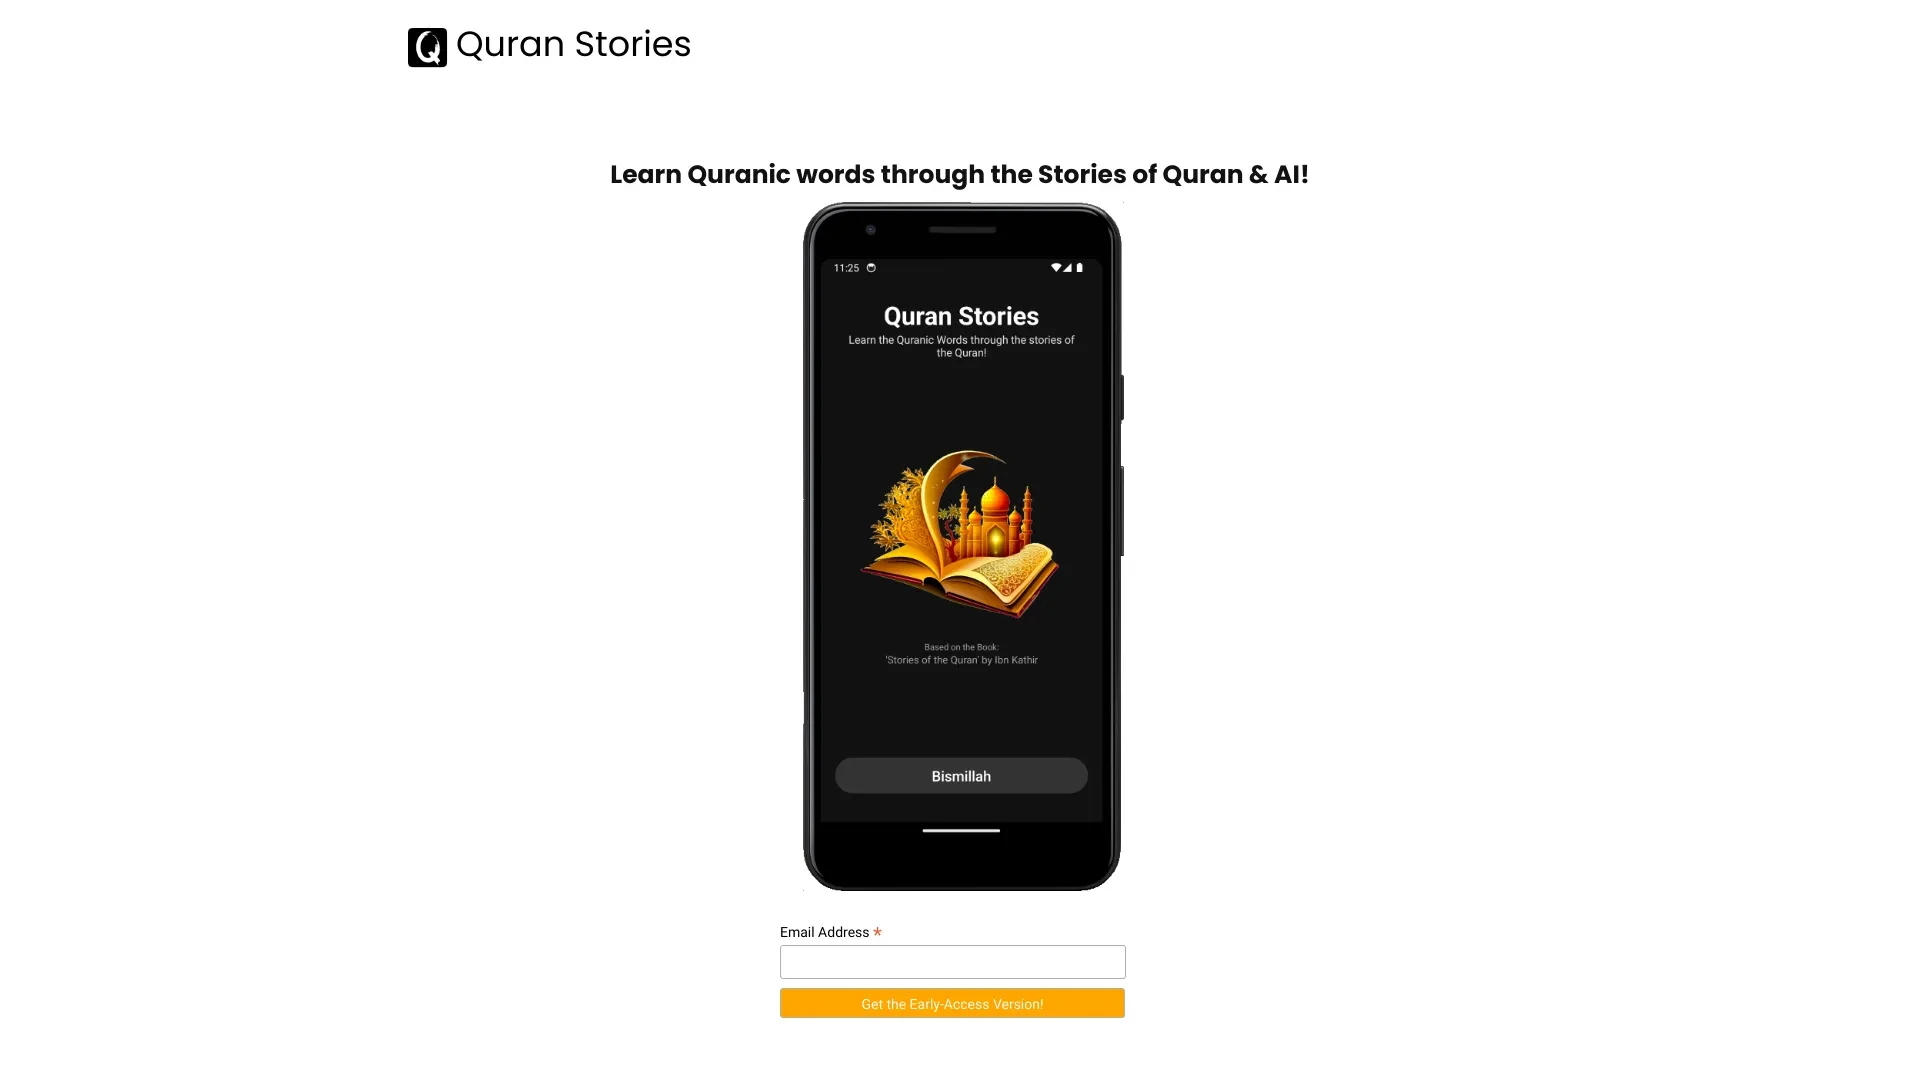 Q Quran Stories
Learn Quranic words through the Stories of Quran & AI!
11:25
Quran Stories
Learn the Quranic Words through the stories of
the Quran!
Based on the Book:
'Stories of the Quran' by Ibn Kathir
Bismillah
Email Address *
Get the Early-Access Version!